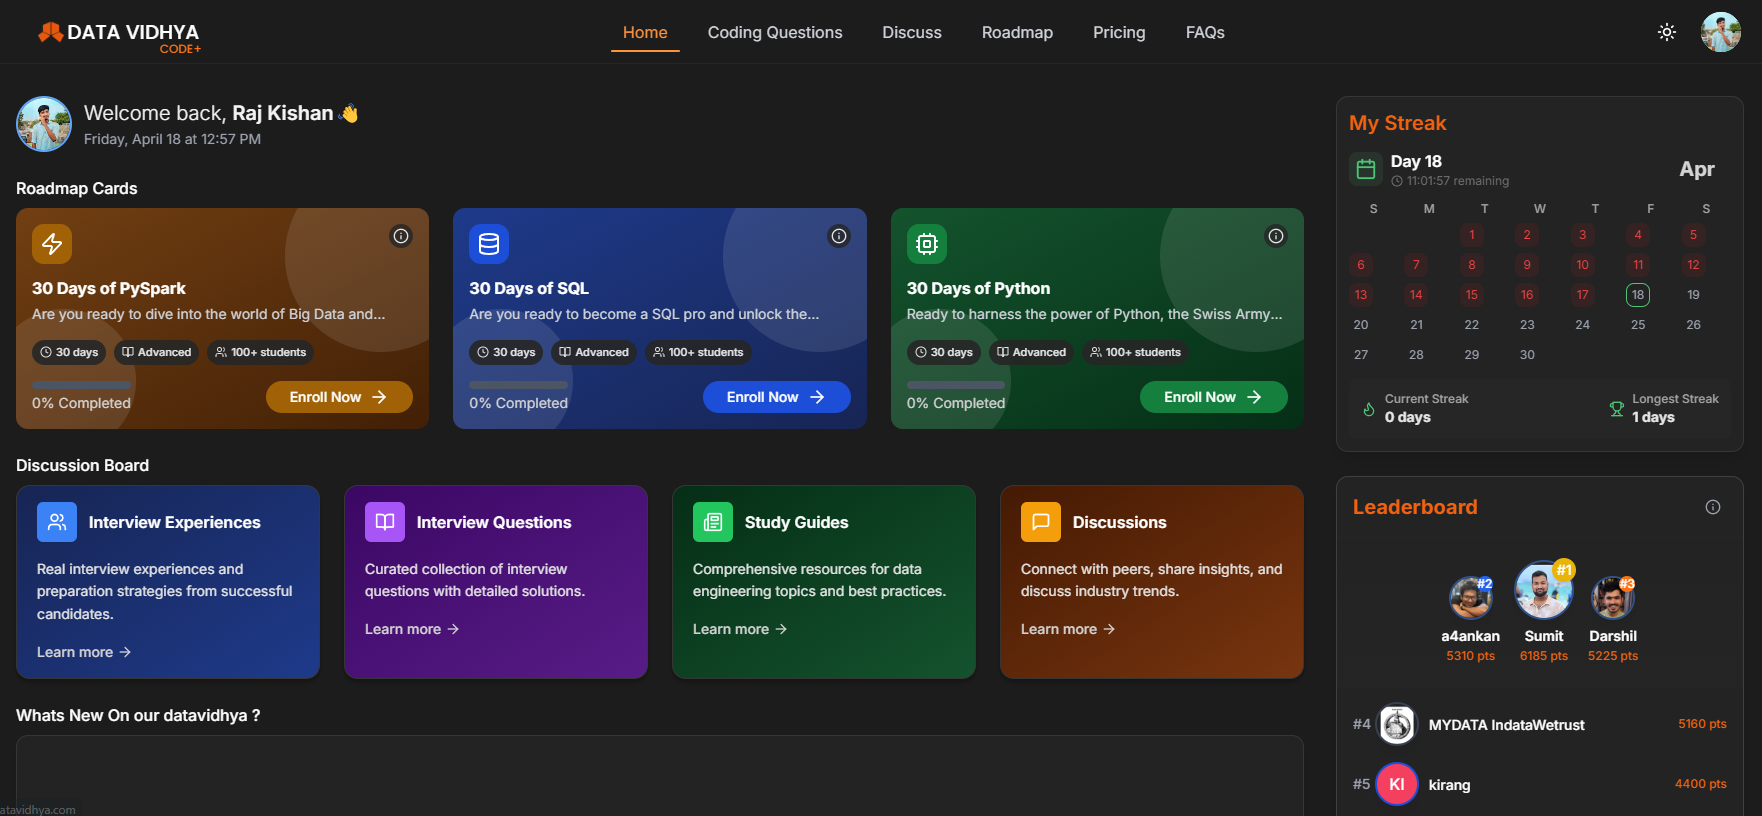 DATA VIDHYA
CODE+
Home
Coding Questions
Discuss
Roadmap
Pricing
FAQs
Welcome back, Raj Kishan 👋
Friday, April 18 at 12:57 PM
Roadmap Cards
30 Days of PySpark
Are you ready to dive into the world of Big Data and...
30 days
Advanced
100+ students
0% Completed
Enroll Now →
30 Days of SQL
Are you ready to become a SQL pro and unlock the...
30 days
Advanced
100+ students
0% Completed
Enroll Now →
30 Days of Python
Ready to harness the power of Python, the Swiss Army...
30 days
Advanced
100+ students
0% Completed
Enroll Now →
Discussion Board
Interview Experiences
Real interview experiences and
preparation strategies from successful
candidates.
Learn more →
Interview Questions
Curated collection of interview
questions with detailed solutions.
Learn more →
Study Guides
Comprehensive resources for data
engineering topics and best practices.
Learn more →
Discussions
Connect with peers, share insights, and
discuss industry trends.
Learn more →
Whats New On our datavidhya ?
atavidhya.com
My Streak
Day 18
11:01:57 remaining
Apr
S M T W T F S
1 2 3 4 5
6 7 8 9 10 11 12
13 14 15 16 17 18 19
20 21 22 23 24 25 26
27 28 29 30
Current Streak
0 days
Longest Streak
1 days
Leaderboard
#2
#1
#3
a4ankan
5310 pts
Sumit
6185 pts
Darshil
5225 pts
#4 MYDATA IndataWetrust 5160 pts
#5 KI kirang 4400 pts